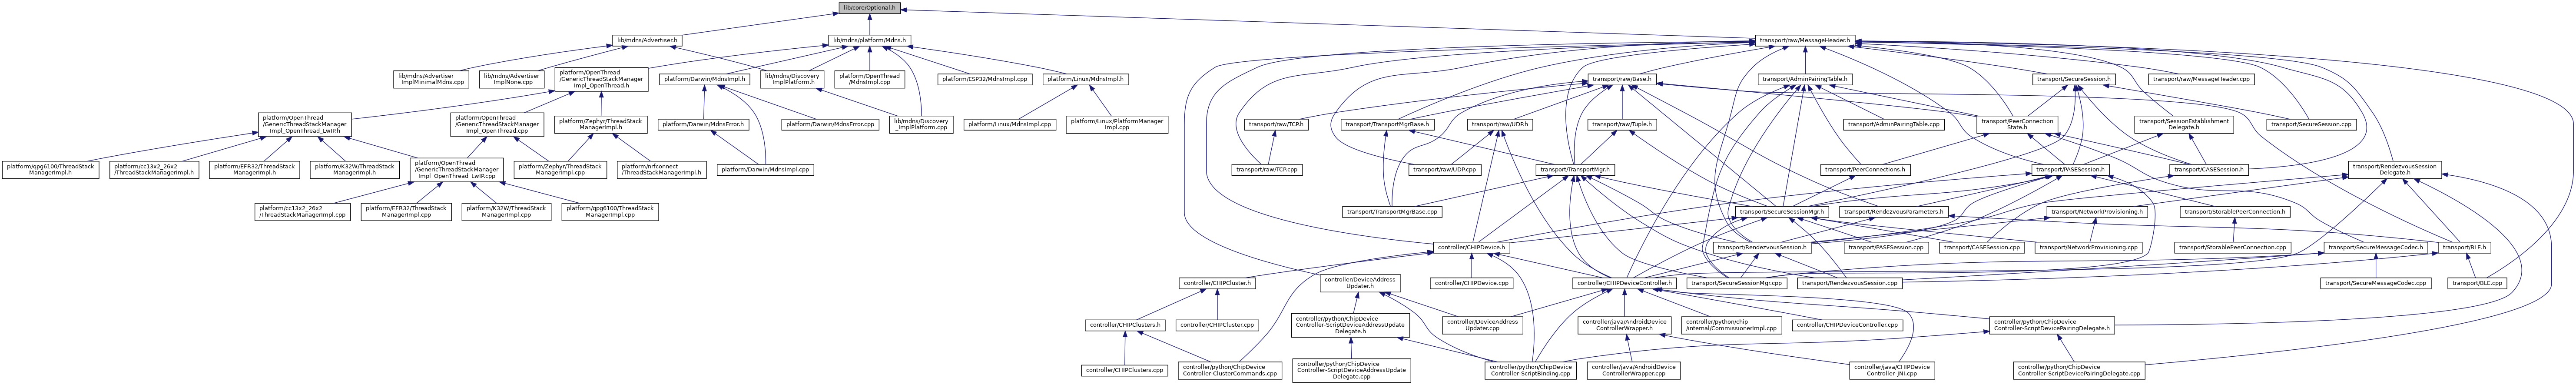 lib/core/Optional.h
lib/mdns/Advertiser.h
lib/mdns/platform/Mdns.h
transport/raw/MessageHeader.h
lib/mdns/Advertiser
_ImplMinimalMdns.cpp
lib/mdns/Advertiser
_ImplNone.cpp
platform/OpenThread
/GenericThreadStackManager
Impl_OpenThread.h
platform/Darwin/MdnsImpl.h
lib/mdns/Discovery
_ImplPlatform.h
platform/OpenThread
/MdnsImpl.cpp
platform/ESP32/MdnsImpl.cpp
platform/Linux/MdnsImpl.h
transport/raw/Base.h
transport/AdminPairingTable.h
transport/SecureSession.h
transport/raw/MessageHeader.cpp
platform/OpenThread
/GenericThreadStackManager
Impl_OpenThread_LwIP.h
platform/OpenThread
/GenericThreadStackManager
Impl_OpenThread.cpp
platform/Zephyr/ThreadStack
ManagerImpl.h
platform/Darwin/MdnsError.h
platform/Darwin/MdnsError.cpp
lib/mdns/Discovery
_ImplPlatform.cpp
platform/Linux/MdnsImpl.cpp
platform/Linux/PlatformManager
Impl.cpp
transport/raw/TCP.h
transport/TransportMgrBase.h
transport/raw/UDP.h
transport/raw/Tuple.h
transport/AdminPairingTable.cpp
transport/PeerConnection
State.h
transport/SessionEstablishment
Delegate.h
transport/SecureSession.cpp
platform/qpg6100/ThreadStack
ManagerImpl.h
platform/cc13x2_26x2
/ThreadStackManagerImpl.h
platform/EFR32/ThreadStack
ManagerImpl.h
platform/K32W/ThreadStack
ManagerImpl.h
platform/OpenThread
/GenericThreadStackManager
Impl_OpenThread_LwIP.cpp
platform/Zephyr/ThreadStack
ManagerImpl.cpp
platform/nrfconnect
/ThreadStackManagerImpl.h
platform/Darwin/MdnsImpl.cpp
transport/raw/TCP.cpp
transport/raw/UDP.cpp
transport/TransportMgr.h
transport/PeerConnections.h
transport/PASESession.h
transport/CASESession.h
transport/RendezvousSession
Delegate.h
platform/cc13x2_26x2
/ThreadStackManagerImpl.cpp
platform/EFR32/ThreadStack
ManagerImpl.cpp
platform/K32W/ThreadStack
ManagerImpl.cpp
platform/qpg6100/ThreadStack
ManagerImpl.cpp
transport/TransportMgrBase.cpp
transport/SecureSessionMgr.h
transport/RendezvousParameters.h
transport/NetworkProvisioning.h
transport/StorablePeerConnection.h
controller/CHIPDevice.h
transport/RendezvousSession.h
transport/PASESession.cpp
transport/CASESession.cpp
transport/NetworkProvisioning.cpp
transport/StorablePeerConnection.cpp
transport/SecureMessageCodec.h
transport/BLE.h
controller/CHIPCluster.h
controller/DeviceAddress
Updater.h
controller/CHIPDevice.cpp
controller/CHIPDeviceController.h
transport/SecureSessionMgr.cpp
transport/RendezvousSession.cpp
transport/SecureMessageCodec.cpp
transport/BLE.cpp
controller/CHIPClusters.h
controller/CHIPCluster.cpp
controller/python/ChipDevice
Controller-ScriptDeviceAddressUpdate
Delegate.h
controller/DeviceAddress
Updater.cpp
controller/java/AndroidDevice
ControllerWrapper.h
controller/python/chip
/internal/CommissionerImpl.cpp
controller/CHIPDeviceController.cpp
controller/python/ChipDevice
Controller-ScriptDevicePairingDelegate.h
controller/CHIPClusters.cpp
controller/python/ChipDevice
Controller-ClusterCommands.cpp
controller/python/ChipDevice
Controller-ScriptDeviceAddressUpdate
Delegate.cpp
controller/python/ChipDevice
Controller-ScriptBinding.cpp
controller/java/AndroidDevice
ControllerWrapper.cpp
controller/java/CHIPDevice
Controller-JNI.cpp
controller/python/ChipDevice
Controller-ScriptDevicePairingDelegate.cpp